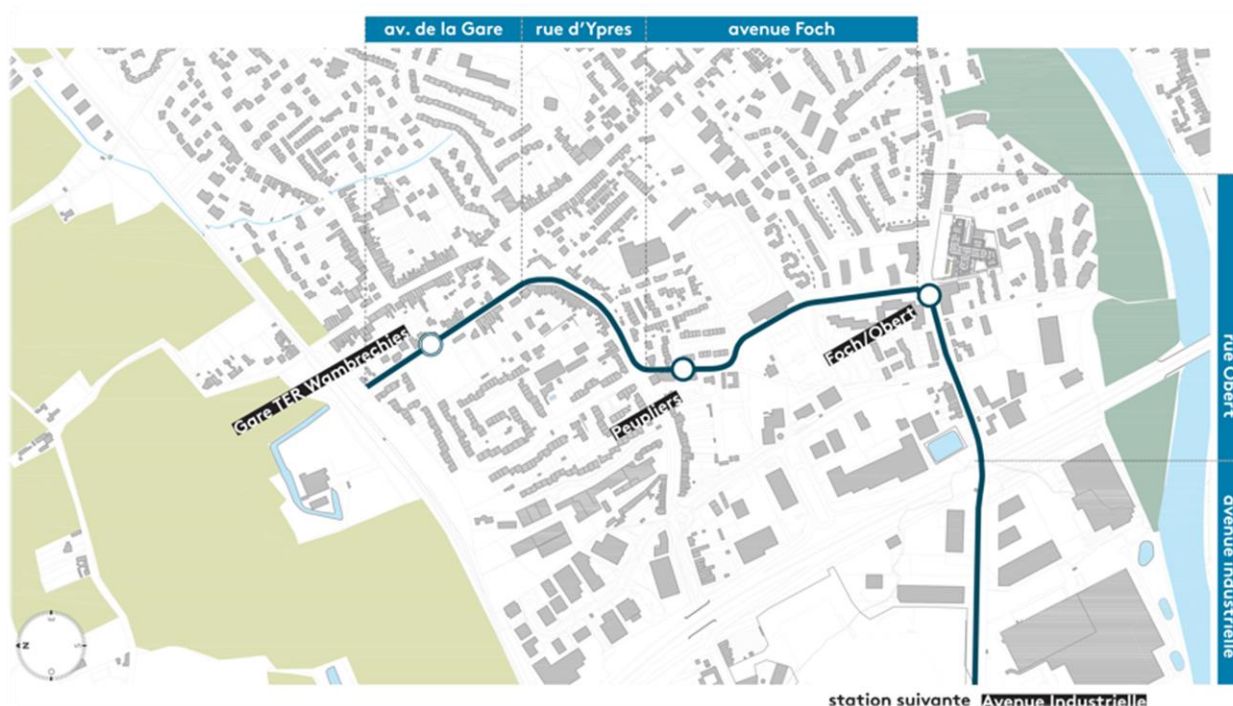 av. de la Gare
rue d'Ypres
avenue Foch
rue Obert
Foch/Obert
Gare TER Wambrechies
Peupliers
avenue industrielle
N
station suivante Avenue Industrielle